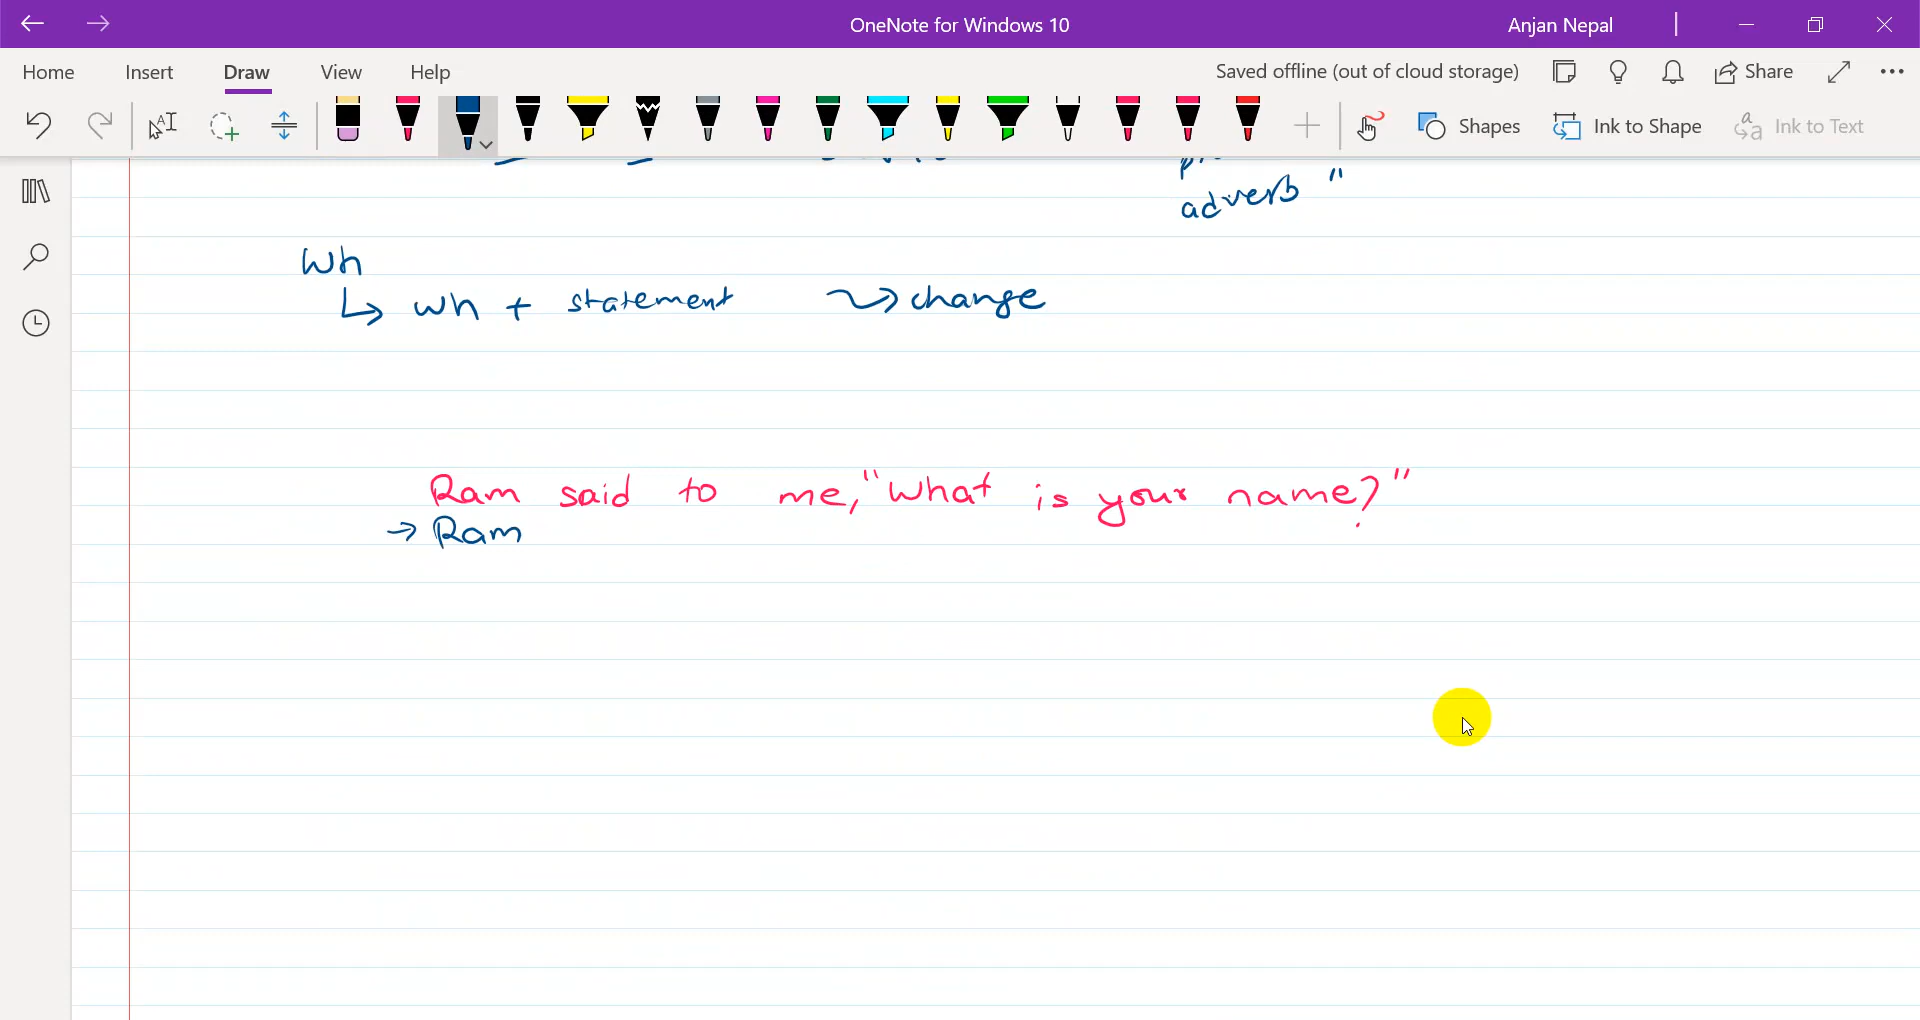 OneNote for Windows 10
Anjan Nepal
Home Insert Draw View Help
Saved offline (out of cloud storage)
Share
Shapes
Ink to Shape
Ink to Text
adverb "
Wh
↳ wh + statement ⤳ change
Ram said to me, "What is your name?"
→ Ram